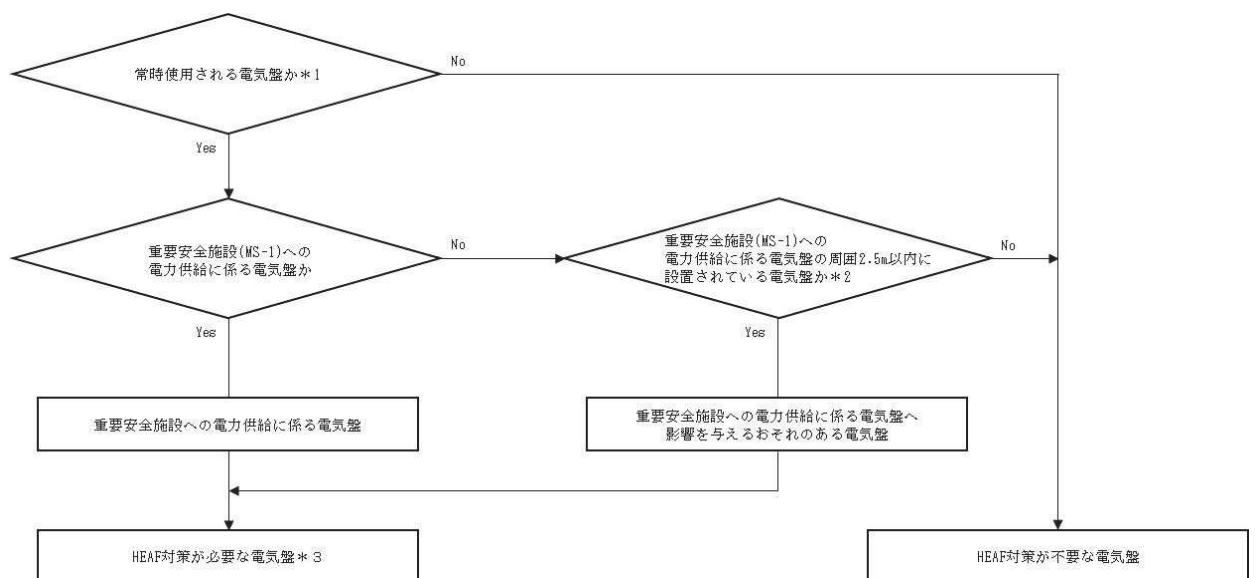 常時使用される電気盤か＊1
No
Yes
重要安全施設(MS-1)への
電力供給に係る電気盤か
No
重要安全施設(MS-1)への
電力供給に係る電気盤の周囲2.5m以内に
設置されている電気盤か＊2
No
Yes
Yes
重要安全施設への電力供給に係る電気盤
重要安全施設への電力供給に係る電気盤へ
影響を与えるおそれのある電気盤
HEAF対策が必要な電気盤＊3
HEAF対策が不要な電気盤